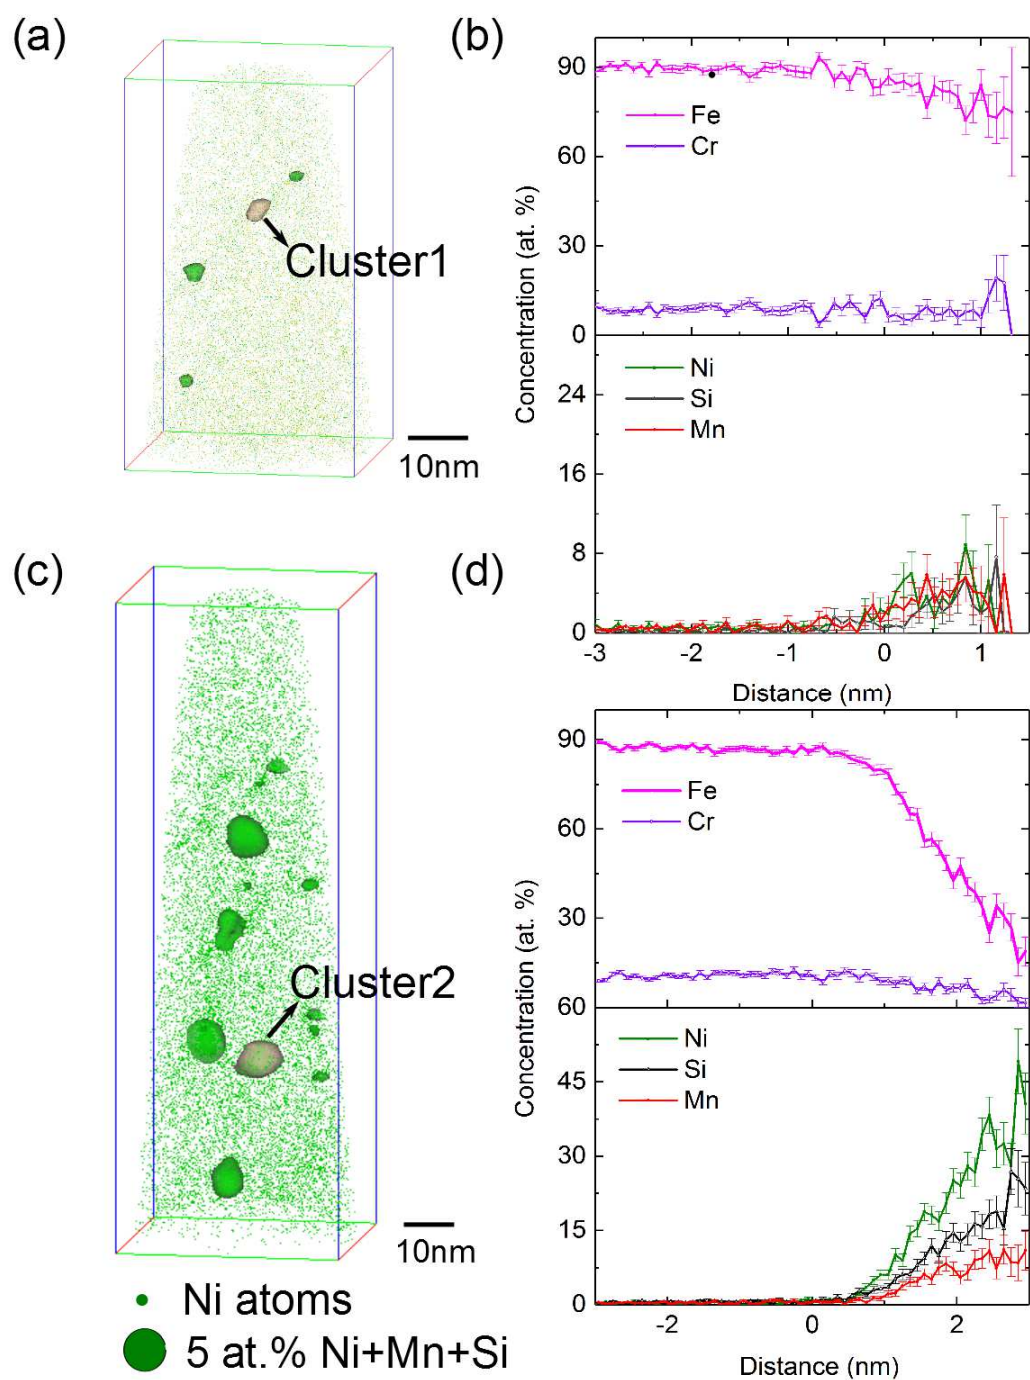 (a)
Cluster1
10nm
(b)
90
60
30
0
Fe
Cr
Concentration (at. %)
24
16
8
0
Ni
Si
Mn
-3
-2
-1
0
1
Distance (nm)
(c)
Cluster2
10nm
Ni atoms
5 at.% Ni+Mn+Si
(d)
90
60
30
60
Fe
Cr
Concentration (at. %)
45
30
15
0
Ni
Si
Mn
-2
0
2
Distance (nm)